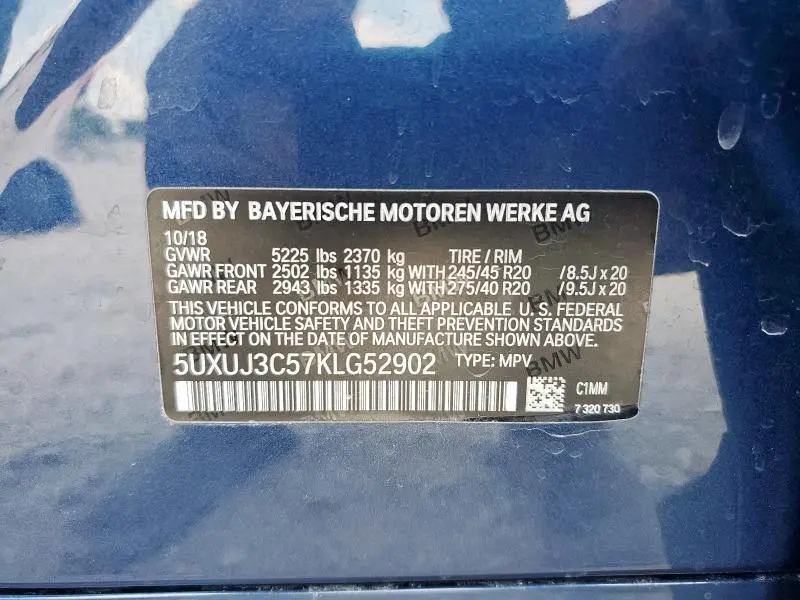 MFD BY BAYERISCHE MOTOREN WERKE AG
10/18
GVWR 5225 lbs 2370 kg TIRE / RIM
GAWR FRONT 2502 lbs 1135 kg WITH 245/45 R20 /8.5J x 20
GAWR REAR 2943 lbs 1335 kg WITH 275/40 R20 /9.5J x 20
THIS VEHICLE CONFORMS TO ALL APPLICABLE U. S. FEDERAL
MOTOR VEHICLE SAFETY AND THEFT PREVENTION STANDARDS
IN EFFECT ON THE DATE OF MANUFACTURE SHOWN ABOVE.
5UXUJ3C57KLG52902 TYPE: MPV
C1MM
7 320 730